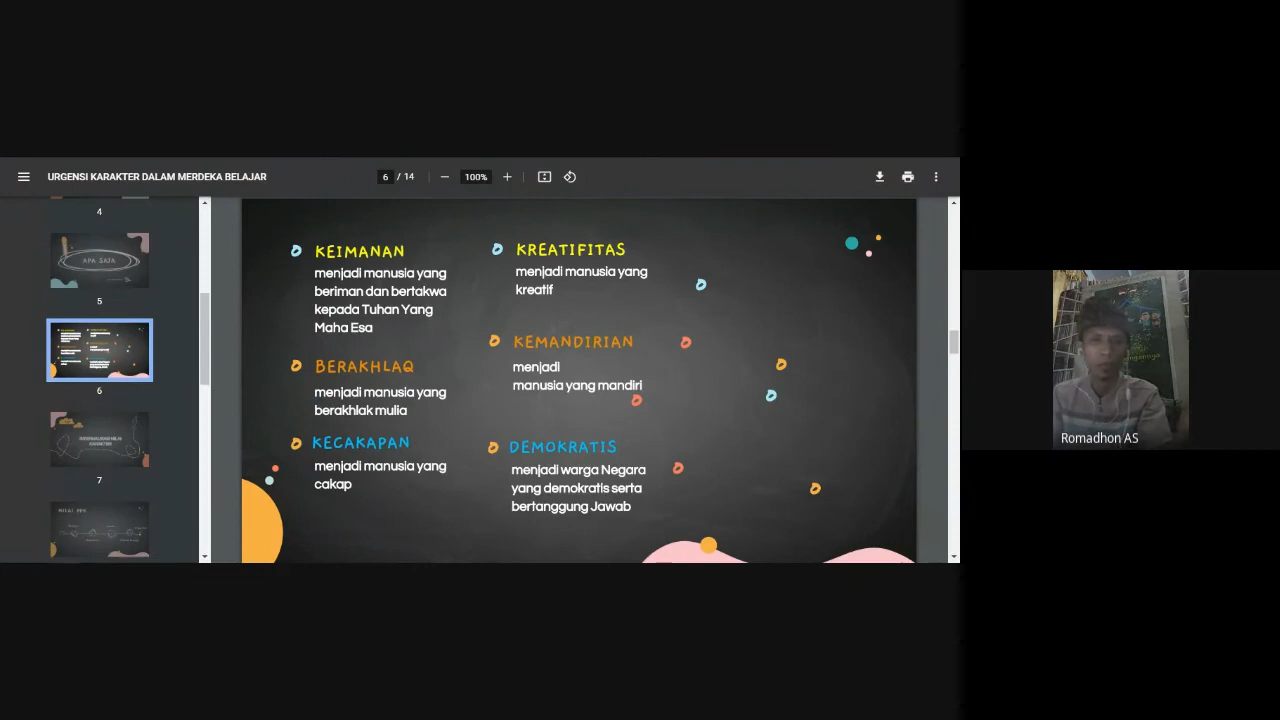 URGENSI KARAKTER DALAM MERDEKA BELAJAR
6 / 14
100%
4
APA SAJA
5
6
7
NILAI PPK
KEIMANAN
menjadi manusia yang
beriman dan bertakwa
kepada Tuhan Yang
Maha Esa
BERAKHLAQ
menjadi manusia yang
berakhlak mulia
KECAKAPAN
menjadi manusia yang
cakap
KREATIFITAS
menjadi manusia yang
kreatif
KEMANDIRIAN
menjadi
manusia yang mandiri
DEMOKRATIS
menjadi warga Negara
yang demokratis serta
bertanggung Jawab
Romadhon AS